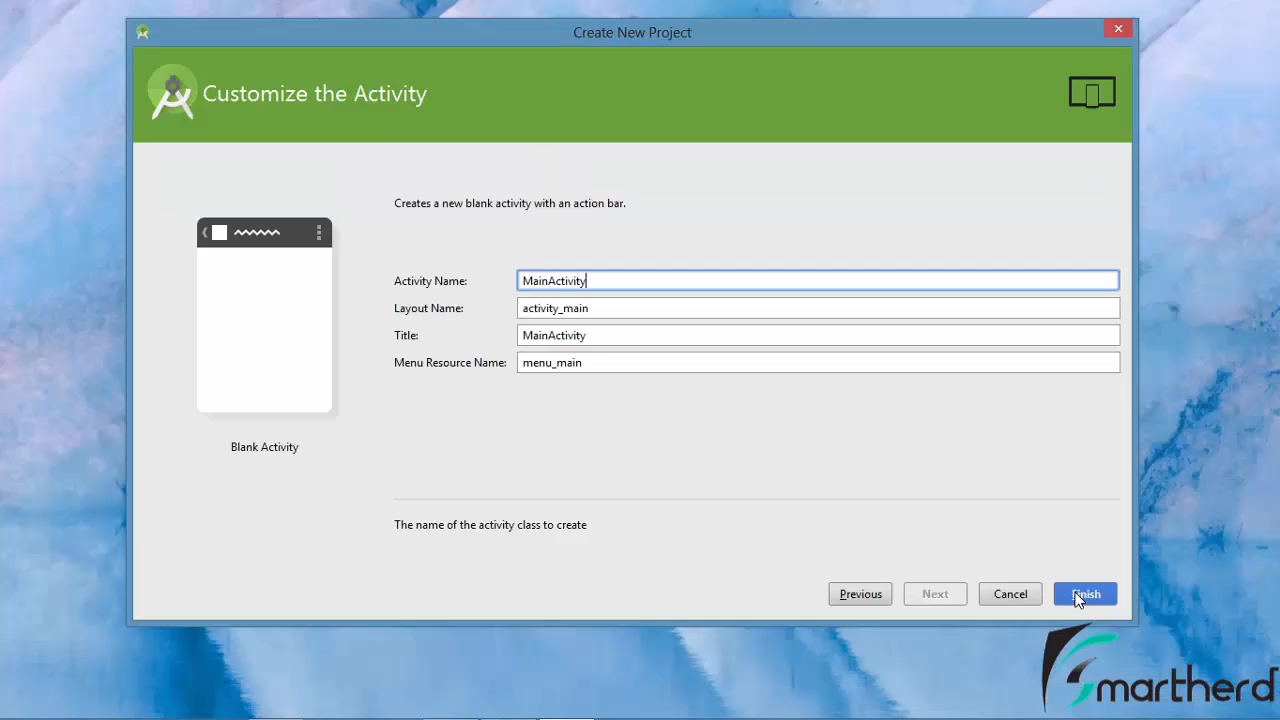 Create New Project
Customize the Activity
Creates a new blank activity with an action bar.
Activity Name: MainActivity
Layout Name: activity_main
Title: MainActivity
Menu Resource Name: menu_main
Blank Activity
The name of the activity class to create
Previous Next Cancel Finish
Smartherd